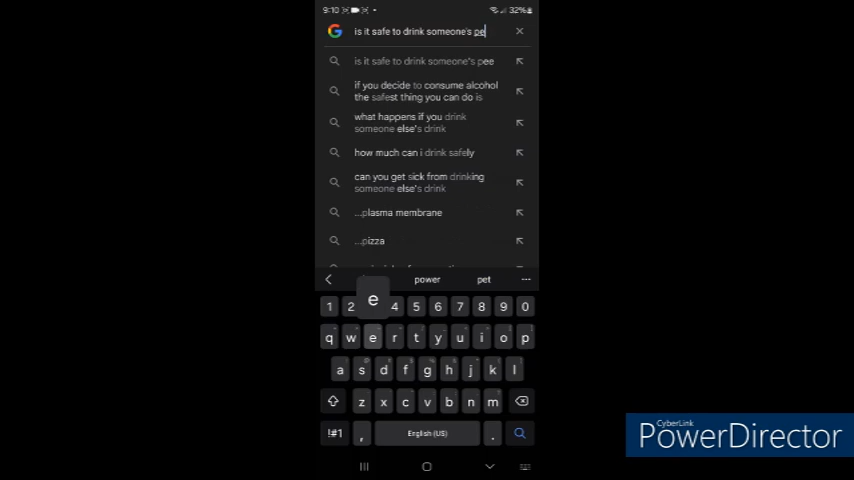 9:10
32%
is it safe to drink someone's pe
is it safe to drink someone's pee
if you decide to consume alcohol
the safest thing you can do is
what happens if you drink
someone else's drink
how much can i drink safely
can you get sick from drinking
someone else's drink
...plasma membrane
...pizza
power pet
e
1 2 4 5 6 7 8 9 0
q w e r t y u i o p
a s d f g h j k l
z x c v b n m
!#1 , English (US) .
CyberLink
PowerDirector